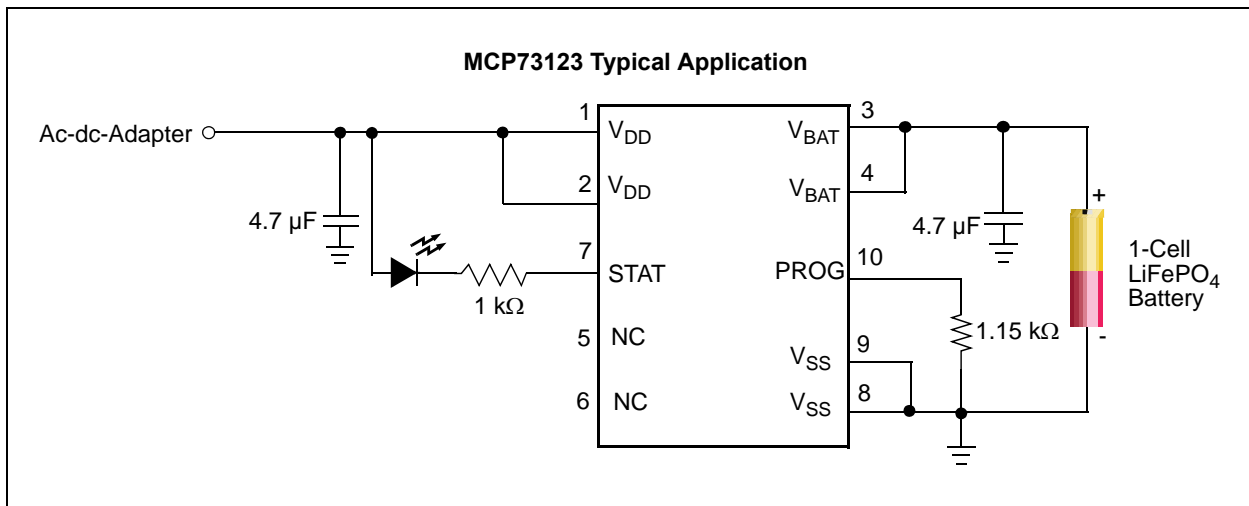 MCP73123 Typical Application
Ac-dc-Adapter
1
VDD
2
VDD
4.7 µF
7
STAT
1 kΩ
5
NC
6
NC
3
VBAT
4
VBAT
10
PROG
9
VSS
8
VSS
4.7 µF
1.15 kΩ
+
-
1-Cell
LiFePO4
Battery